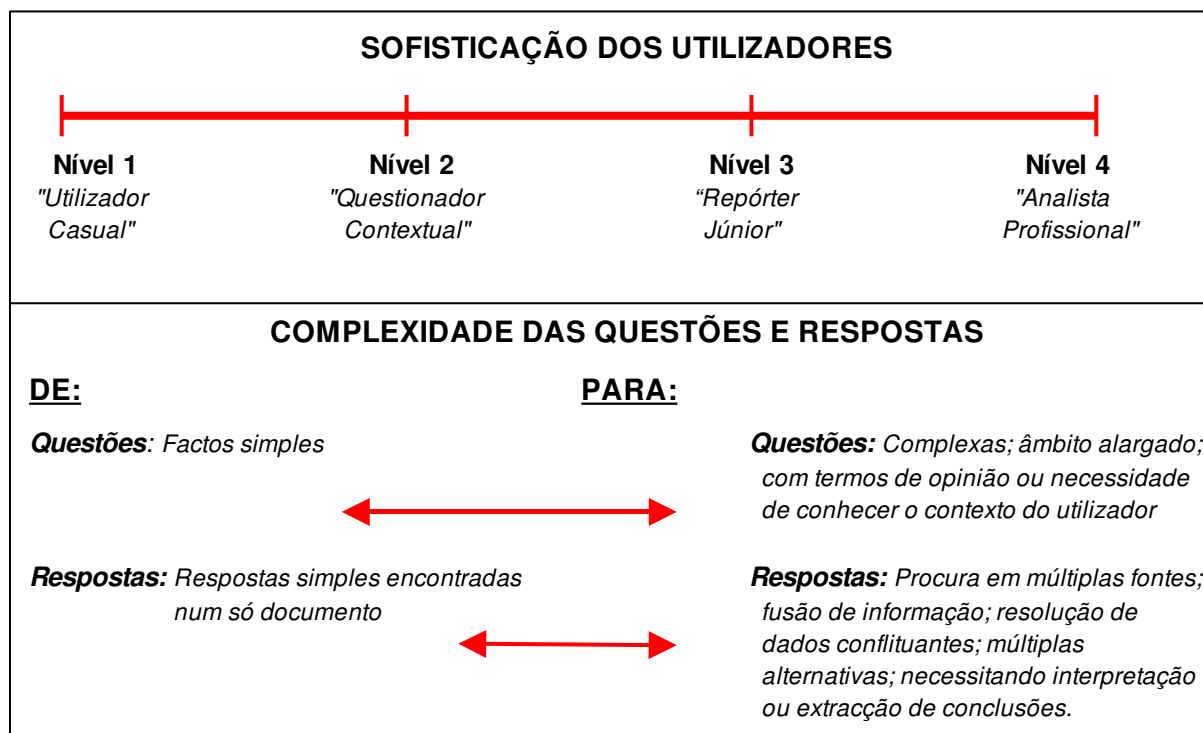 SOFISTICAÇÃO DOS UTILIZADORES
Nível 1
"Utilizador
Casual"
Nível 2
"Questionador
Contextual"
Nível 3
“Repórter
Júnior"
Nível 4
"Analista
Profissional"
COMPLEXIDADE DAS QUESTÕES E RESPOSTAS
DE:
PARA:
Questões: Factos simples
Questões: Complexas; âmbito alargado;
com termos de opinião ou necessidade
de conhecer o contexto do utilizador
Respostas: Respostas simples encontradas
num só documento
Respostas: Procura em múltiplas fontes;
fusão de informação; resolução de
dados conflituantes; múltiplas
alternativas; necessitando interpretação
ou extracção de conclusões.